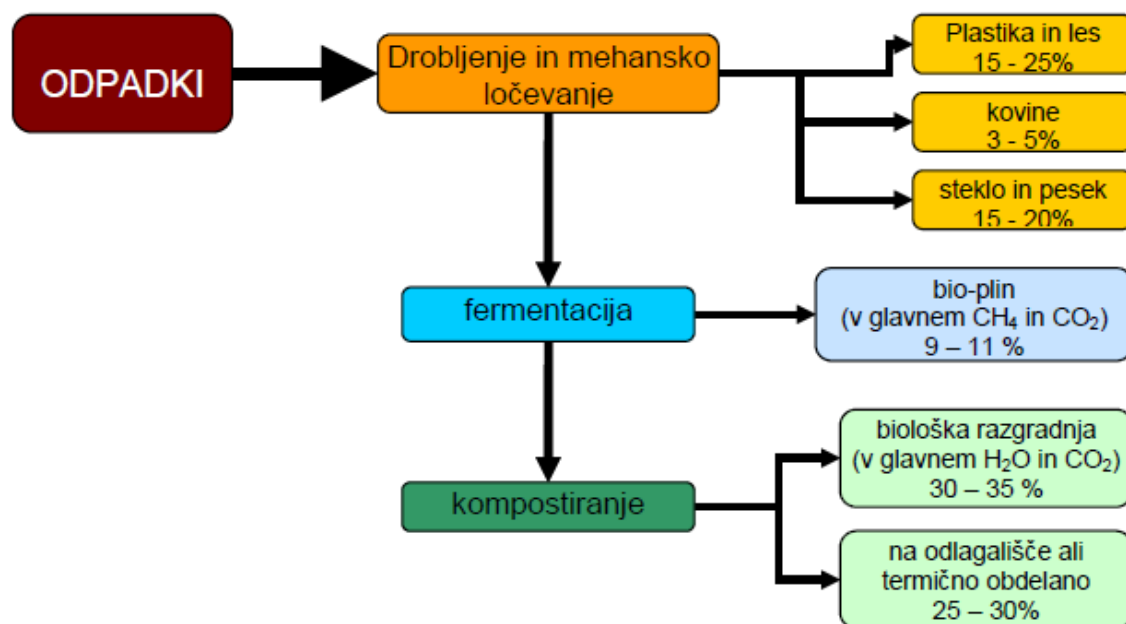 ODPADKI
Drobljenje in mehansko
ločevanje
Plastika in les
15 - 25%
kovine
3 - 5%
steklo in pesek
15 - 20%
fermentacija
bio-plin
(v glavnem CH₄ in CO₂)
9 – 11 %
kompostiranje
biološka razgradnja
(v glavnem H₂O in CO₂)
30 – 35 %
na odlagališče ali
termično obdelano
25 – 30%